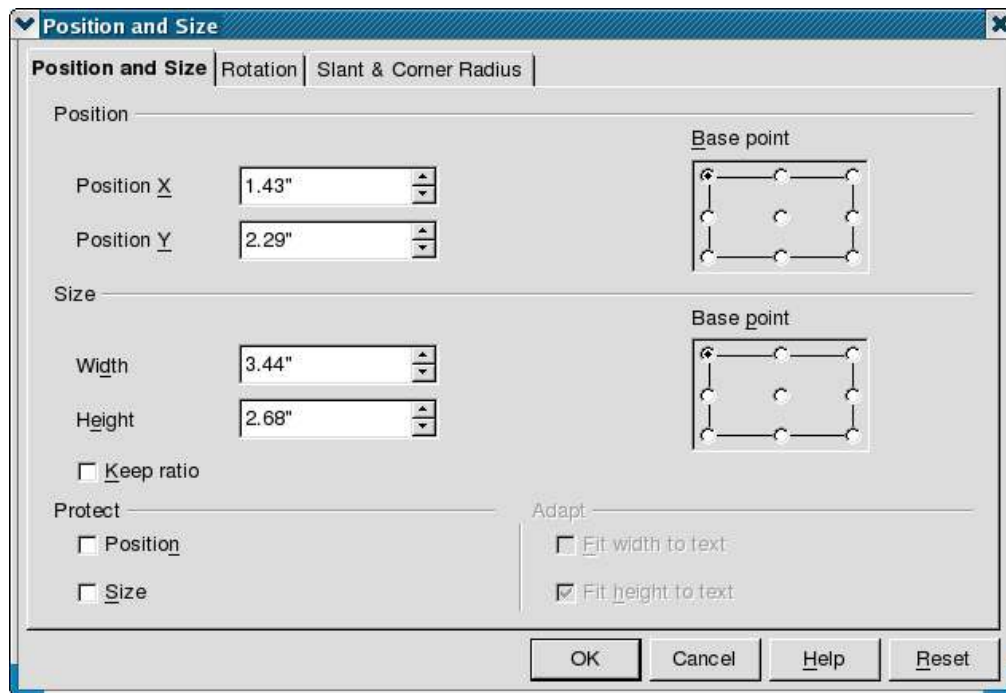 Position and Size
Position and Size Rotation Slant & Corner Radius
Position
Base point
Position X 1.43"
Position Y 2.29"
Size
Base point
Width 3.44"
Height 2.68"
Keep ratio
Protect Adapt
Position Fit width to text
Size Fit height to text
OK Cancel Help Reset